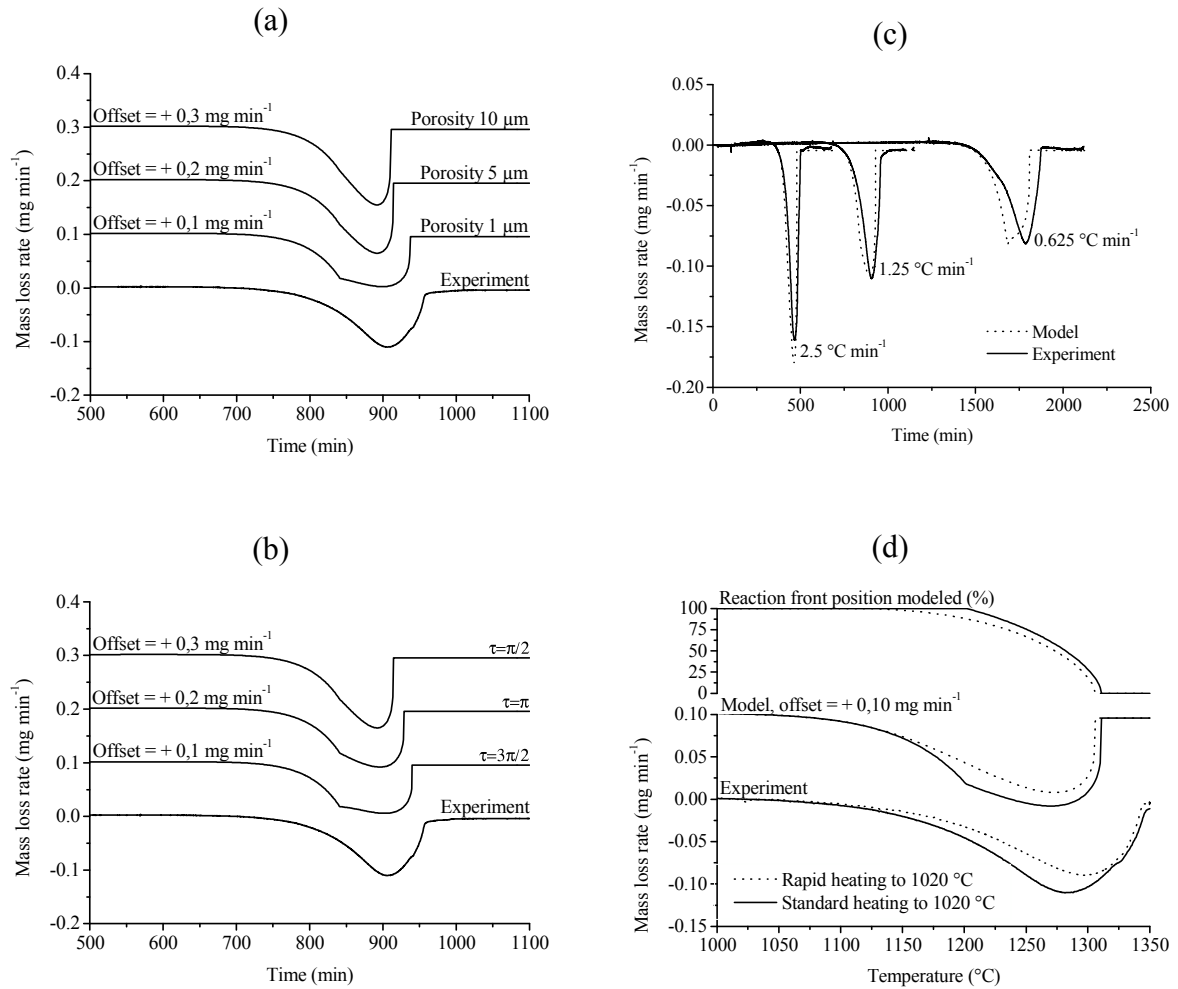 (a)
0.4
0.3
0.2
0.1
0.0
-0.1
-0.2
Mass loss rate (mg min⁻¹)
Offset = + 0,3 mg min⁻¹
Porosity 10 µm
Offset = + 0,2 mg min⁻¹
Porosity 5 µm
Offset = + 0,1 mg min⁻¹
Porosity 1 µm
Experiment
500 600 700 800 900 1000 1100
Time (min)
(c)
0.05
0.00
-0.05
-0.10
-0.15
-0.20
Mass loss rate (mg min⁻¹)
0.625 °C min⁻¹
1.25 °C min⁻¹
2.5 °C min⁻¹
Model
Experiment
0 500 1000 1500 2000 2500
Time (min)
(b)
0.4
0.3
0.2
0.1
0.0
-0.1
-0.2
Mass loss rate (mg min⁻¹)
Offset = + 0,3 mg min⁻¹
τ=π/2
Offset = + 0,2 mg min⁻¹
τ=π
Offset = + 0,1 mg min⁻¹
τ=3π/2
Experiment
500 600 700 800 900 1000 1100
Time (min)
(d)
Reaction front position modeled (%)
100
75
50
25
0
Model, offset = + 0,10 mg min⁻¹
0.10
0.05
0.00
-0.05
-0.10
-0.15
Mass loss rate (mg min⁻¹)
Experiment
Rapid heating to 1020 °C
Standard heating to 1020 °C
1000 1050 1100 1150 1200 1250 1300 1350
Temperature (°C)